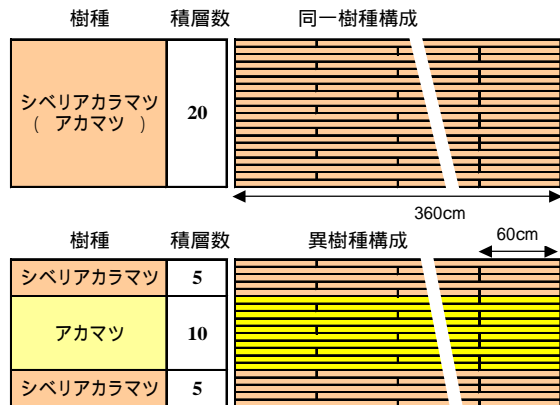 樹種 積層数 同一樹種構成
シベリアカラマツ
( アカマツ )
20
360cm
樹種 積層数 異樹種構成
60cm
シベリアカラマツ 5
アカマツ 10
シベリアカラマツ 5